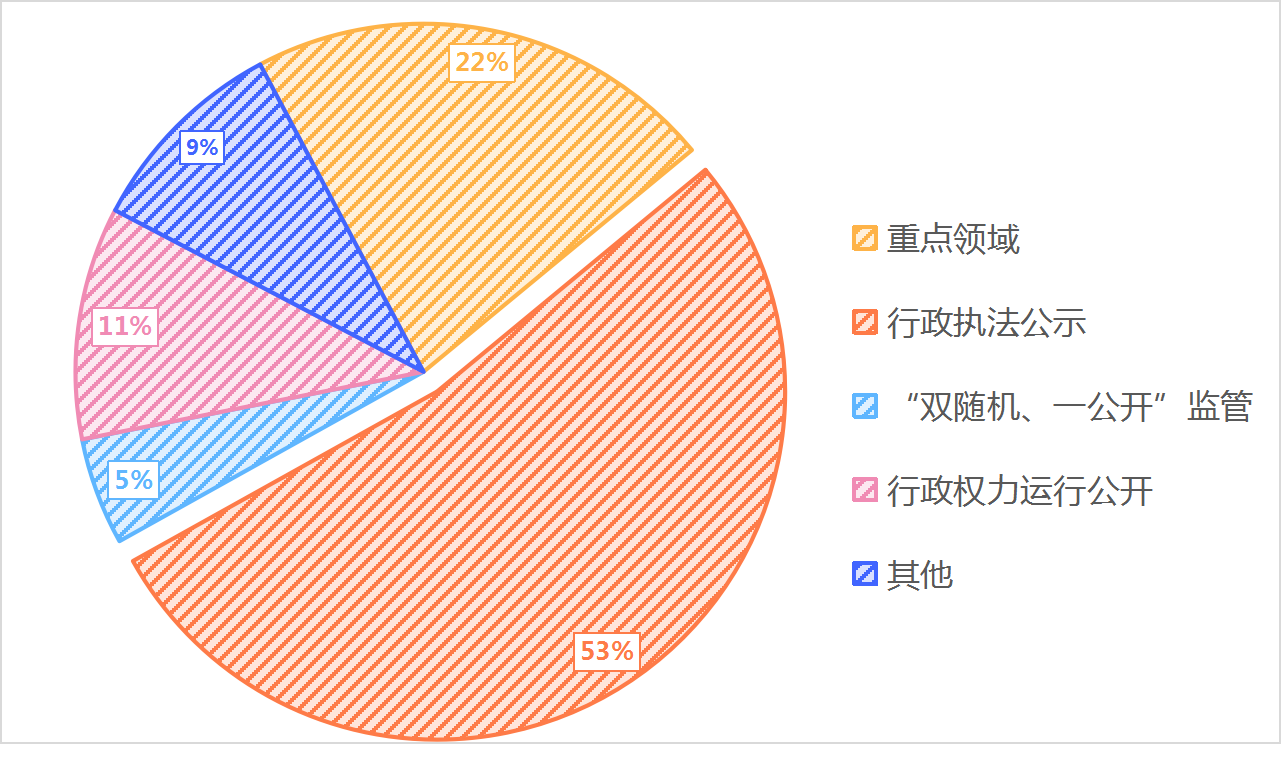 22%
9%
11%
5%
53%
重点领域
行政执法公示
“双随机、一公开”监管
行政权力运行公开
其他